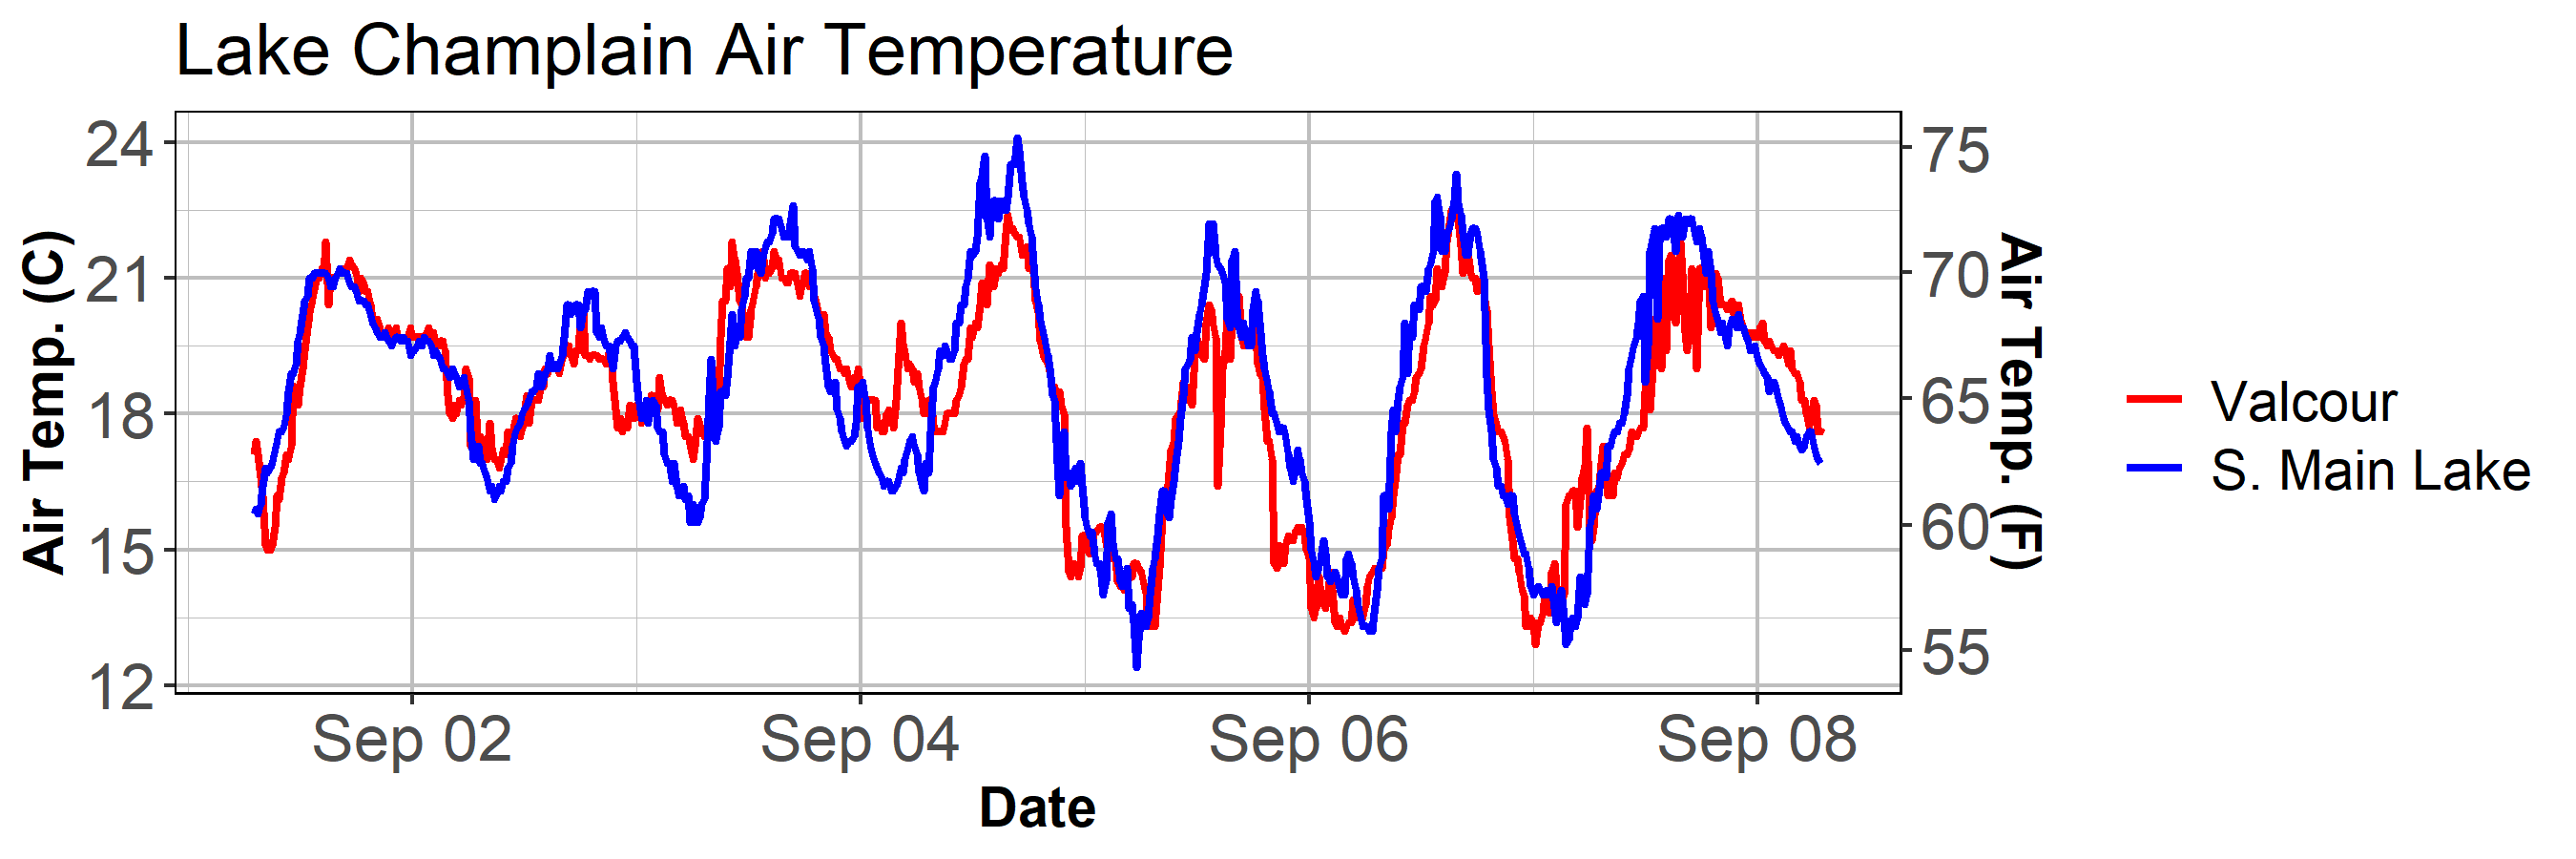 Lake Champlain Air Temperature
Air Temp. (C)
24
21
18
15
12
75
70
65
60
55
Air Temp. (F)
Sep 02 Sep 04 Sep 06 Sep 08
Date
Valcour
S. Main Lake